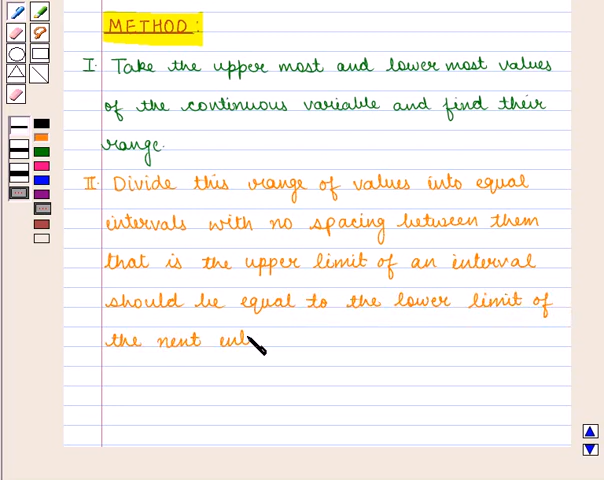 METHOD:
I. Take the upper most and lower most values
of the continuous variable and find their
range.
II. Divide this range of values into equal
intervals with no spacing between them
that is the upper limit of an interval
should be equal to the lower limit of
the next